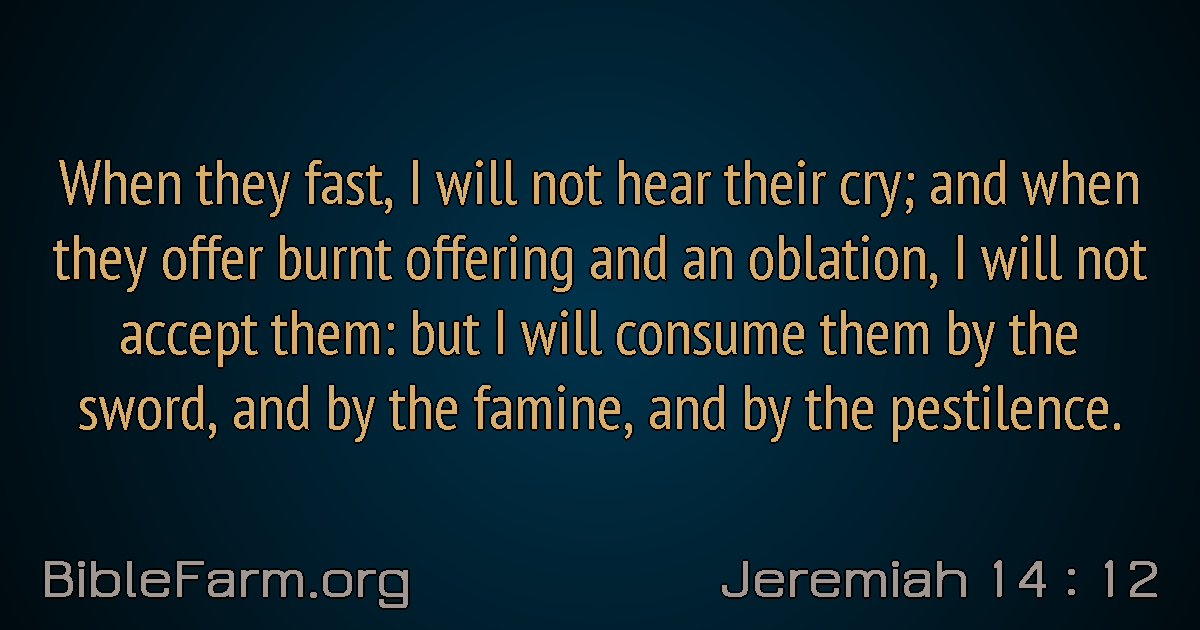 When they fast, I will not hear their cry; and when
they offer burnt offering and an oblation, I will not
accept them: but I will consume them by the
sword, and by the famine, and by the pestilence.
BibleFarm.org
Jeremiah 14 : 12